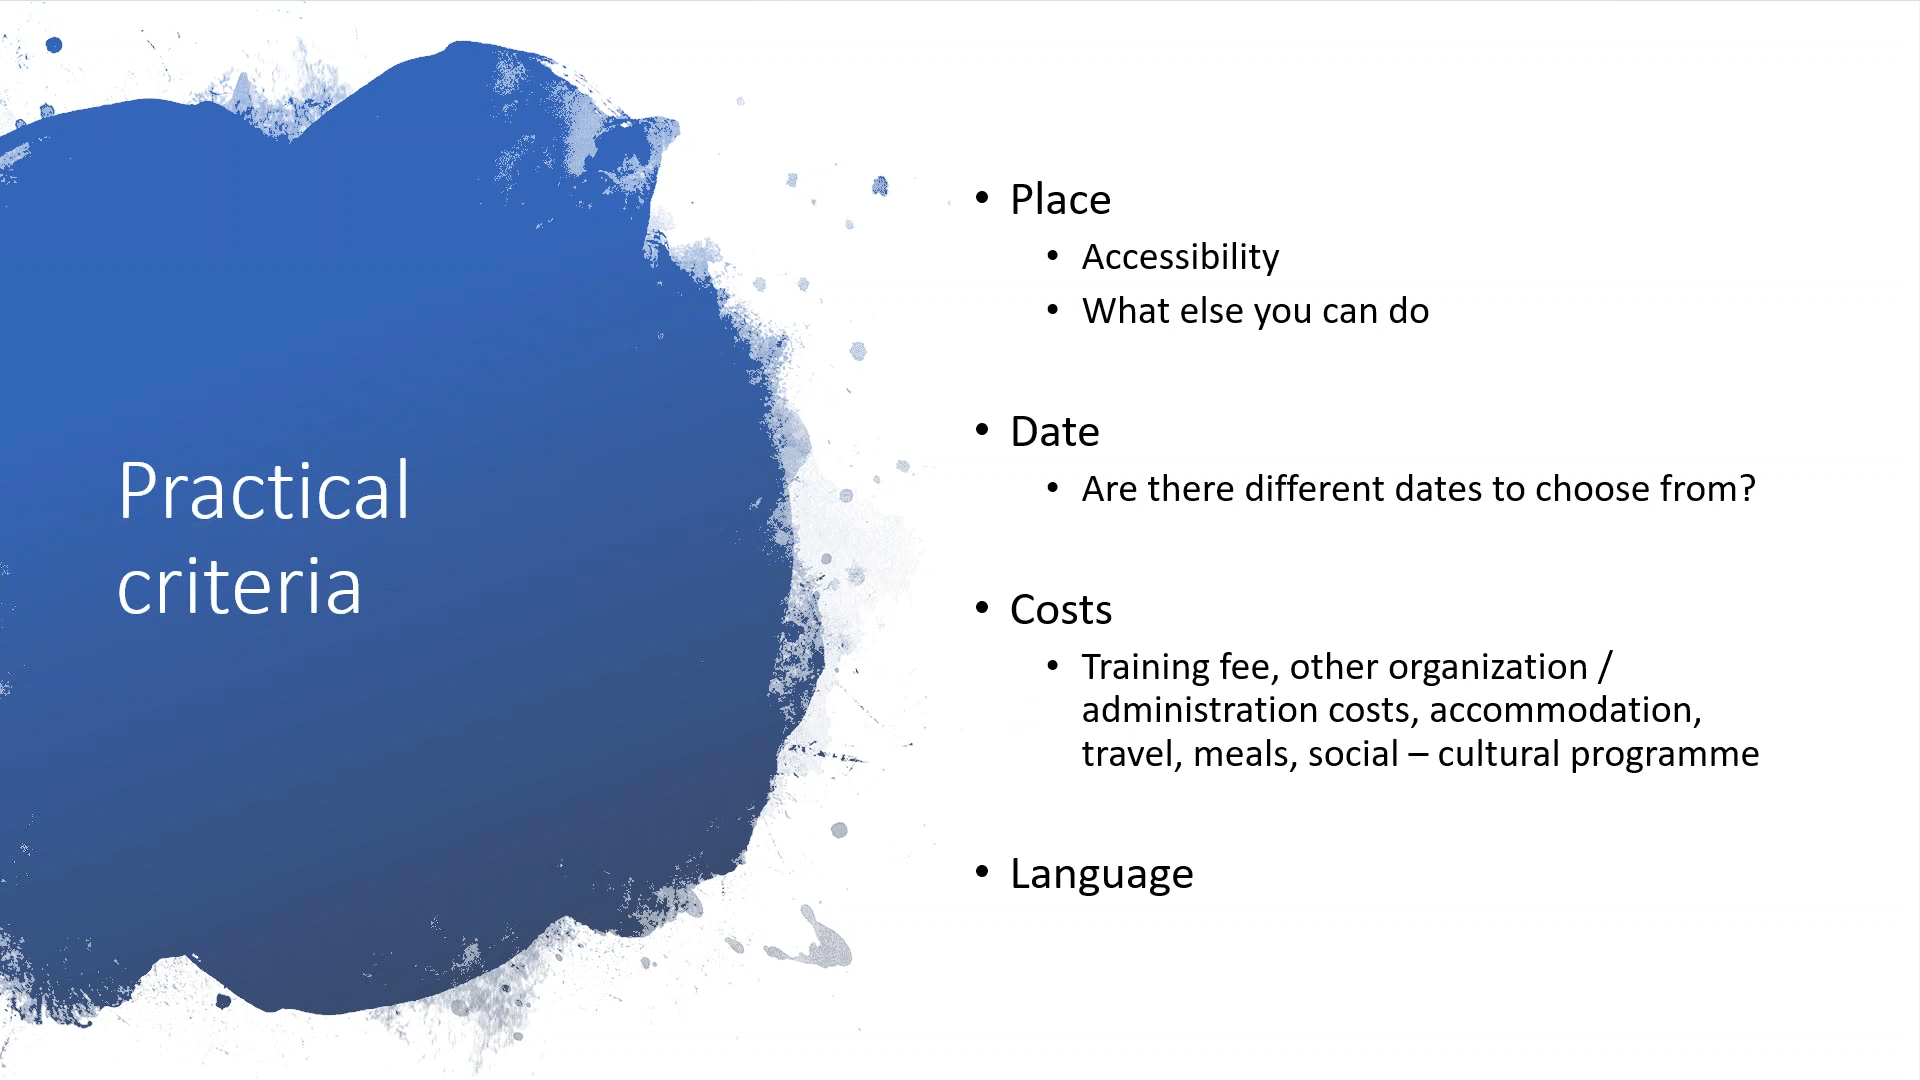 Practical
criteria
• Place
• Accessibility
• What else you can do
• Date
• Are there different dates to choose from?
• Costs
• Training fee, other organization /
administration costs, accommodation,
travel, meals, social – cultural programme
• Language